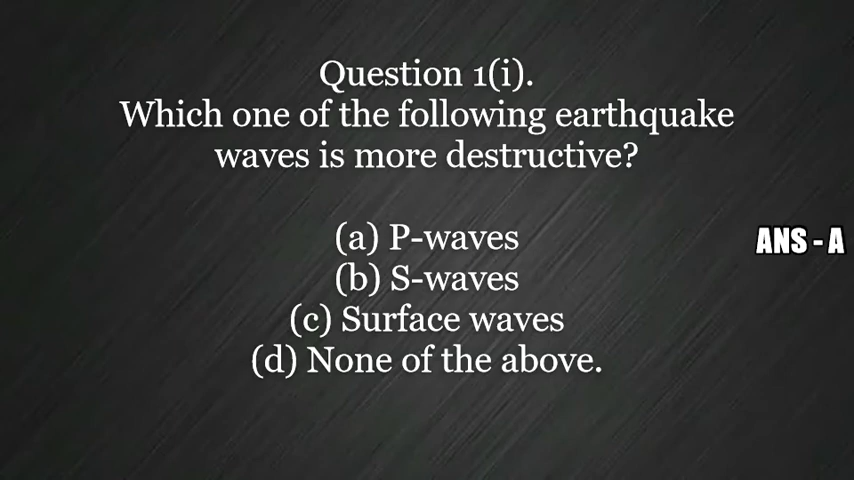 Question 1(i).
Which one of the following earthquake
waves is more destructive?
(a) P-waves
ANS - A
(b) S-waves
(c) Surface waves
(d) None of the above.